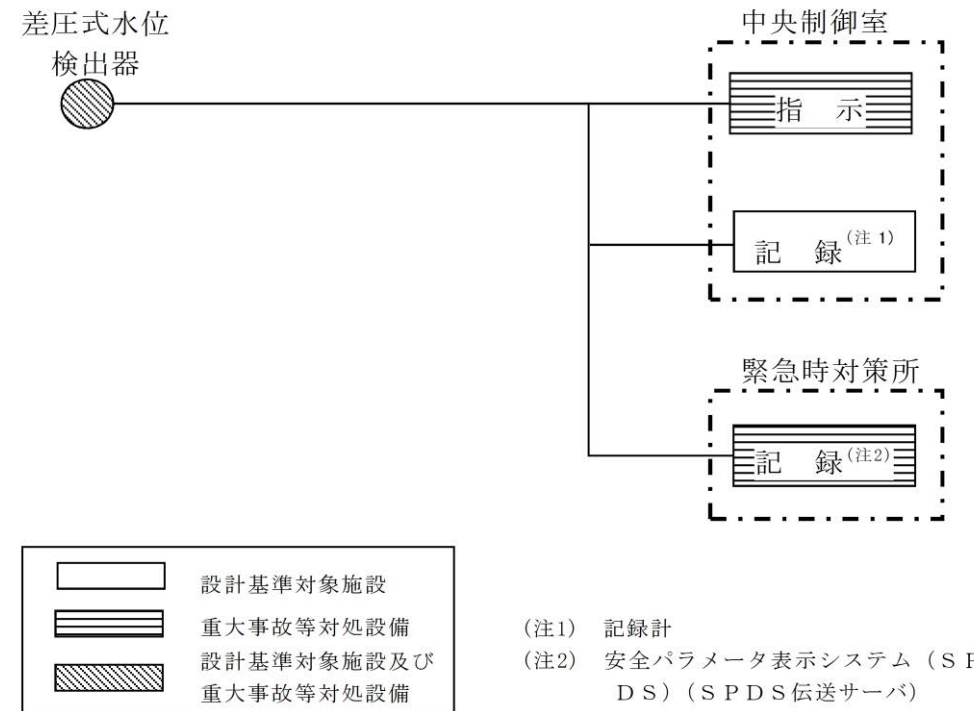 差圧式水位
検出器
中央制御室
指　示
記　録(注1)
緊急時対策所
記　録(注2)
設計基準対象施設
重大事故等対処設備
設計基準対象施設及び
重大事故等対処設備
(注1)　記録計
(注2)　安全パラメータ表示システム（ＳＰ
ＤＳ）（ＳＰＤＳ伝送サーバ）